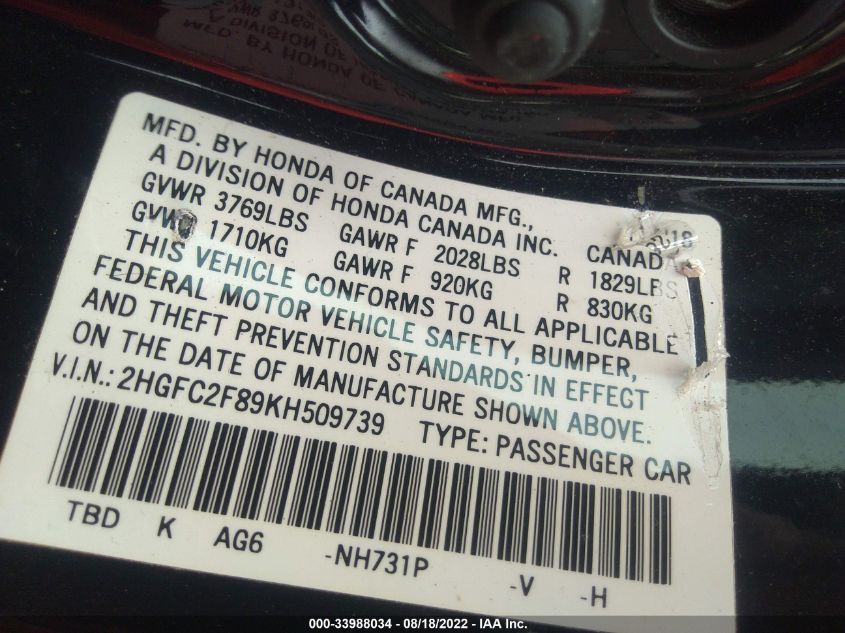 MFD. BY HONDA OF CANADA MFG.,
A DIVISION OF HONDA CANADA INC. CANADA
GVWR 3769LBS GAWR F 2028LBS R 1829LBS
GVWR 1710KG GAWR F 920KG R 830KG
THIS VEHICLE CONFORMS TO ALL APPLICABLE
FEDERAL MOTOR VEHICLE SAFETY, BUMPER,
AND THEFT PREVENTION STANDARDS IN EFFECT
ON THE DATE OF MANUFACTURE SHOWN ABOVE.
V.I.N.: 2HGFC2F89KH509739 TYPE: PASSENGER CAR
TBD K AG6 -NH731P -V -H
000-33988034 - 08/18/2022 - IAA Inc.